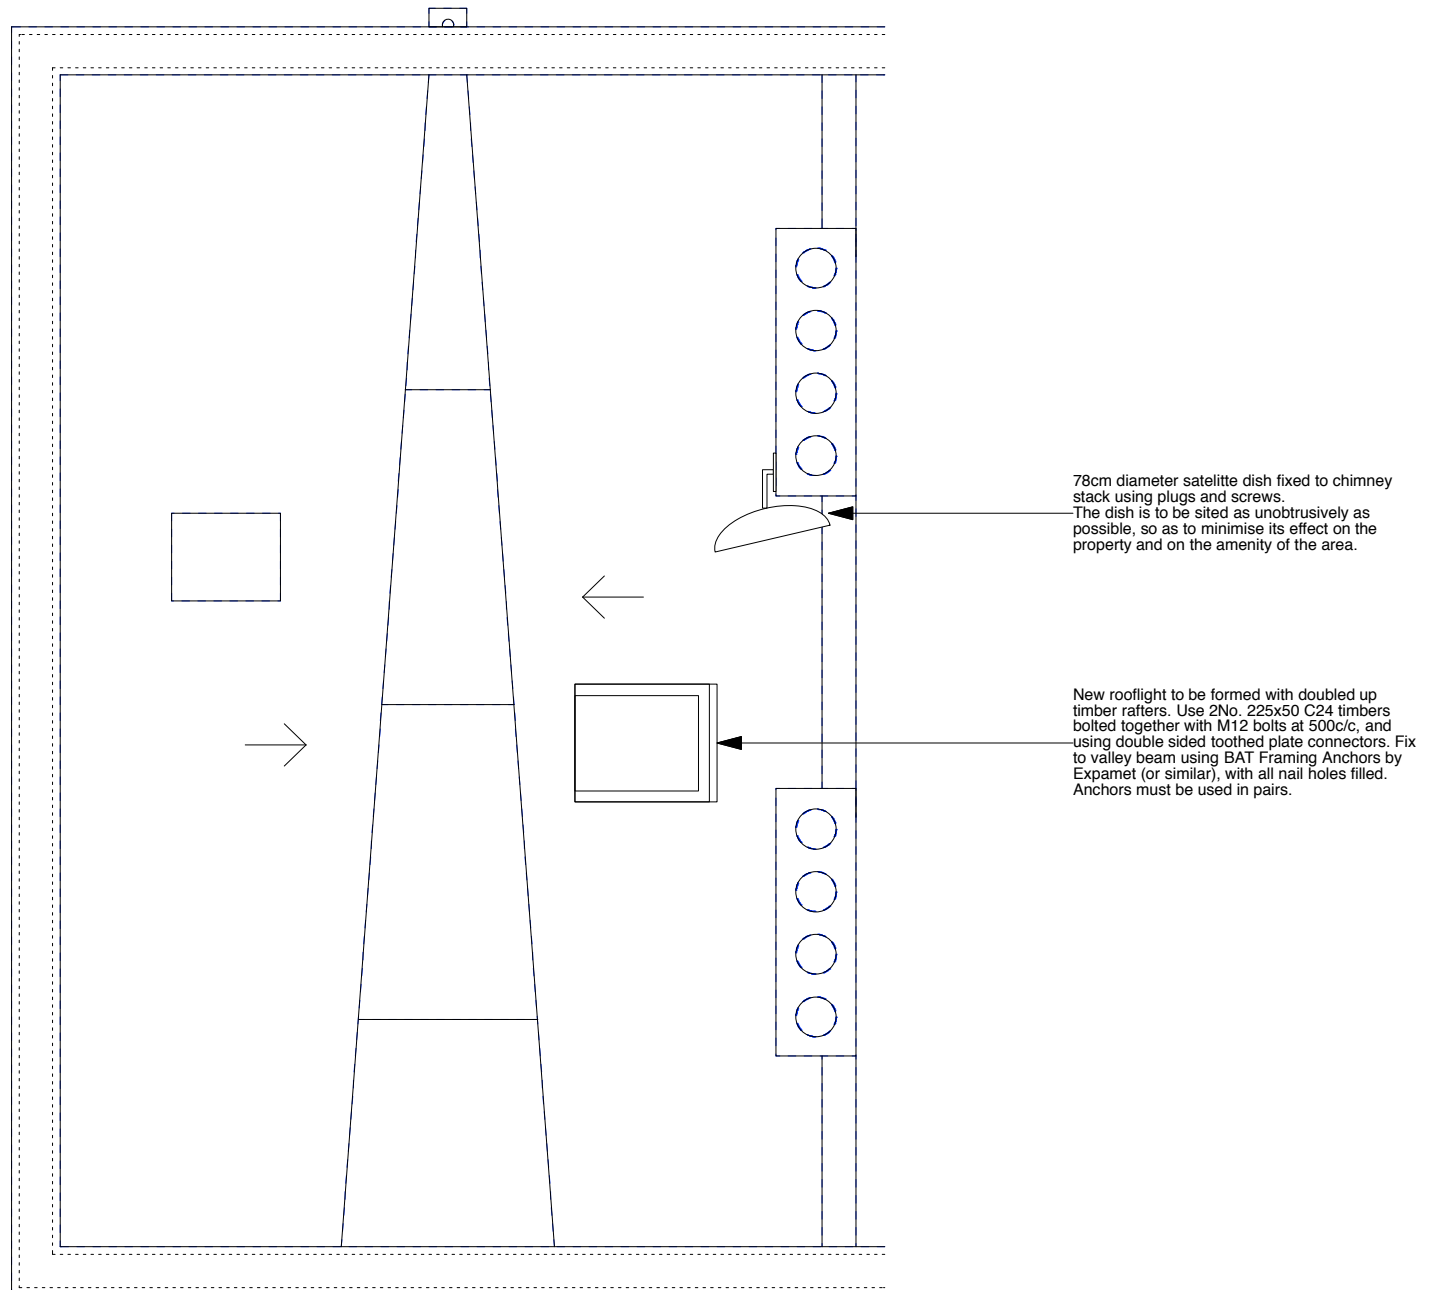 78cm diameter satelitte dish fixed to chimney
stack using plugs and screws.
The dish is to be sited as unobtrusively as
possible, so as to minimise its effect on the
property and on the amenity of the area.
New rooflight to be formed with doubled up
timber rafters. Use 2No. 225x50 C24 timbers
bolted together with M12 bolts at 500c/c, and
using double sided toothed plate connectors. Fix
to valley beam using BAT Framing Anchors by
Expamet (or similar), with all nail holes filled.
Anchors must be used in pairs.